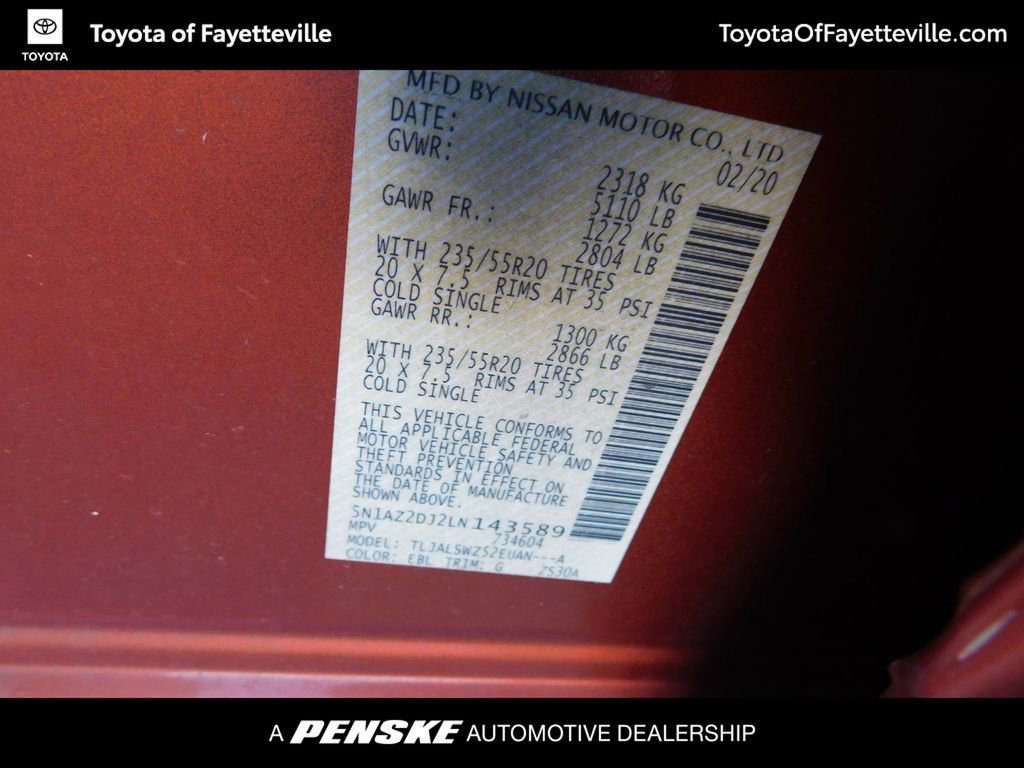 TOYOTA
Toyota of Fayetteville
ToyotaOfFayetteville.com
MFD BY NISSAN MOTOR CO., LTD
DATE: 02/20
GVWR: 2318 KG
5110 LB
GAWR FR.: 1272 KG
2804 LB
WITH 235/55R20 TIRES
20 X 7.5 RIMS AT 35 PSI
COLD SINGLE
GAWR RR.: 1300 KG
2866 LB
WITH 235/55R20 TIRES
20 X 7.5 RIMS AT 35 PSI
COLD SINGLE
THIS VEHICLE CONFORMS TO
ALL APPLICABLE FEDERAL
MOTOR VEHICLE SAFETY AND
THEFT PREVENTION
STANDARDS IN EFFECT ON
THE DATE OF MANUFACTURE
SHOWN ABOVE.
5N1AZ2DJ2LN143589
MPV 734604
MODEL: TLJALSWZ52EUAN---A
COLOR: EBL TRIM: G ZS30A
A PENSKE AUTOMOTIVE DEALERSHIP